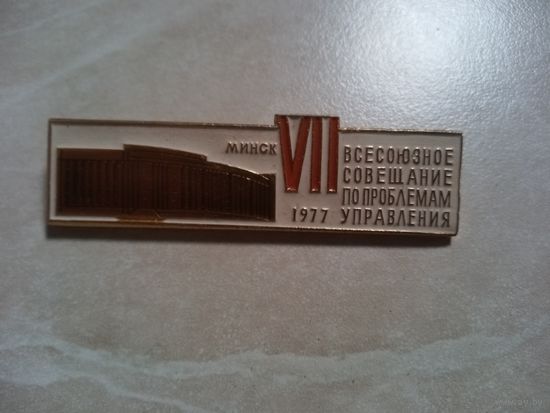 МИНСК
VII
1977
ВСЕСОЮЗНОЕ
СОВЕЩАНИЕ
ПО ПРОБЛЕМАМ
УПРАВЛЕНИЯ